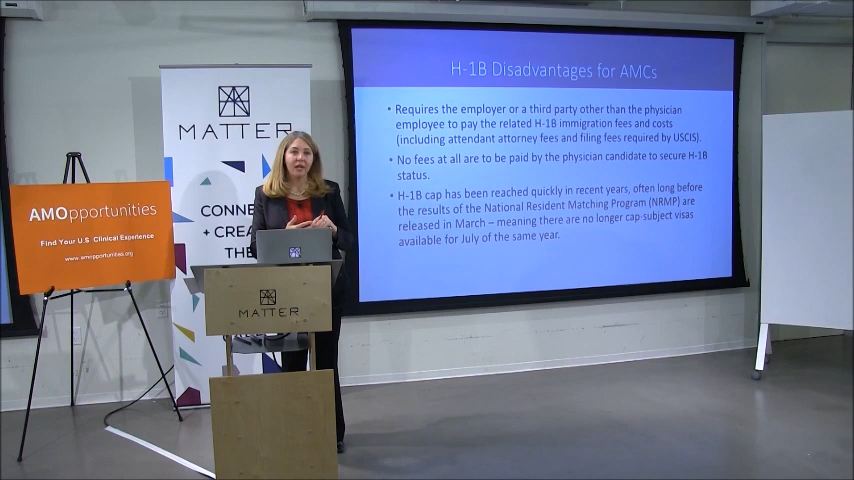 H-1B Disadvantages for AMCs
• Requires the employer or a third party other than the physician
employee to pay the related H-1B immigration fees and costs
(including attendant attorney fees and filing fees required by USCIS).
• No fees at all are to be paid by the physician candidate to secure H-1B
status.
• H-1B cap has been reached quickly in recent years, often long before
the results of the National Resident Matching Program (NRMP) are
released in March – meaning there are no longer cap-subject visas
available for July of the same year.
MATTER
CONNE
+ CREA
THE
AMOpportunities
Find Your U.S Clinical Experience
www.amopportunities.org
MATTER